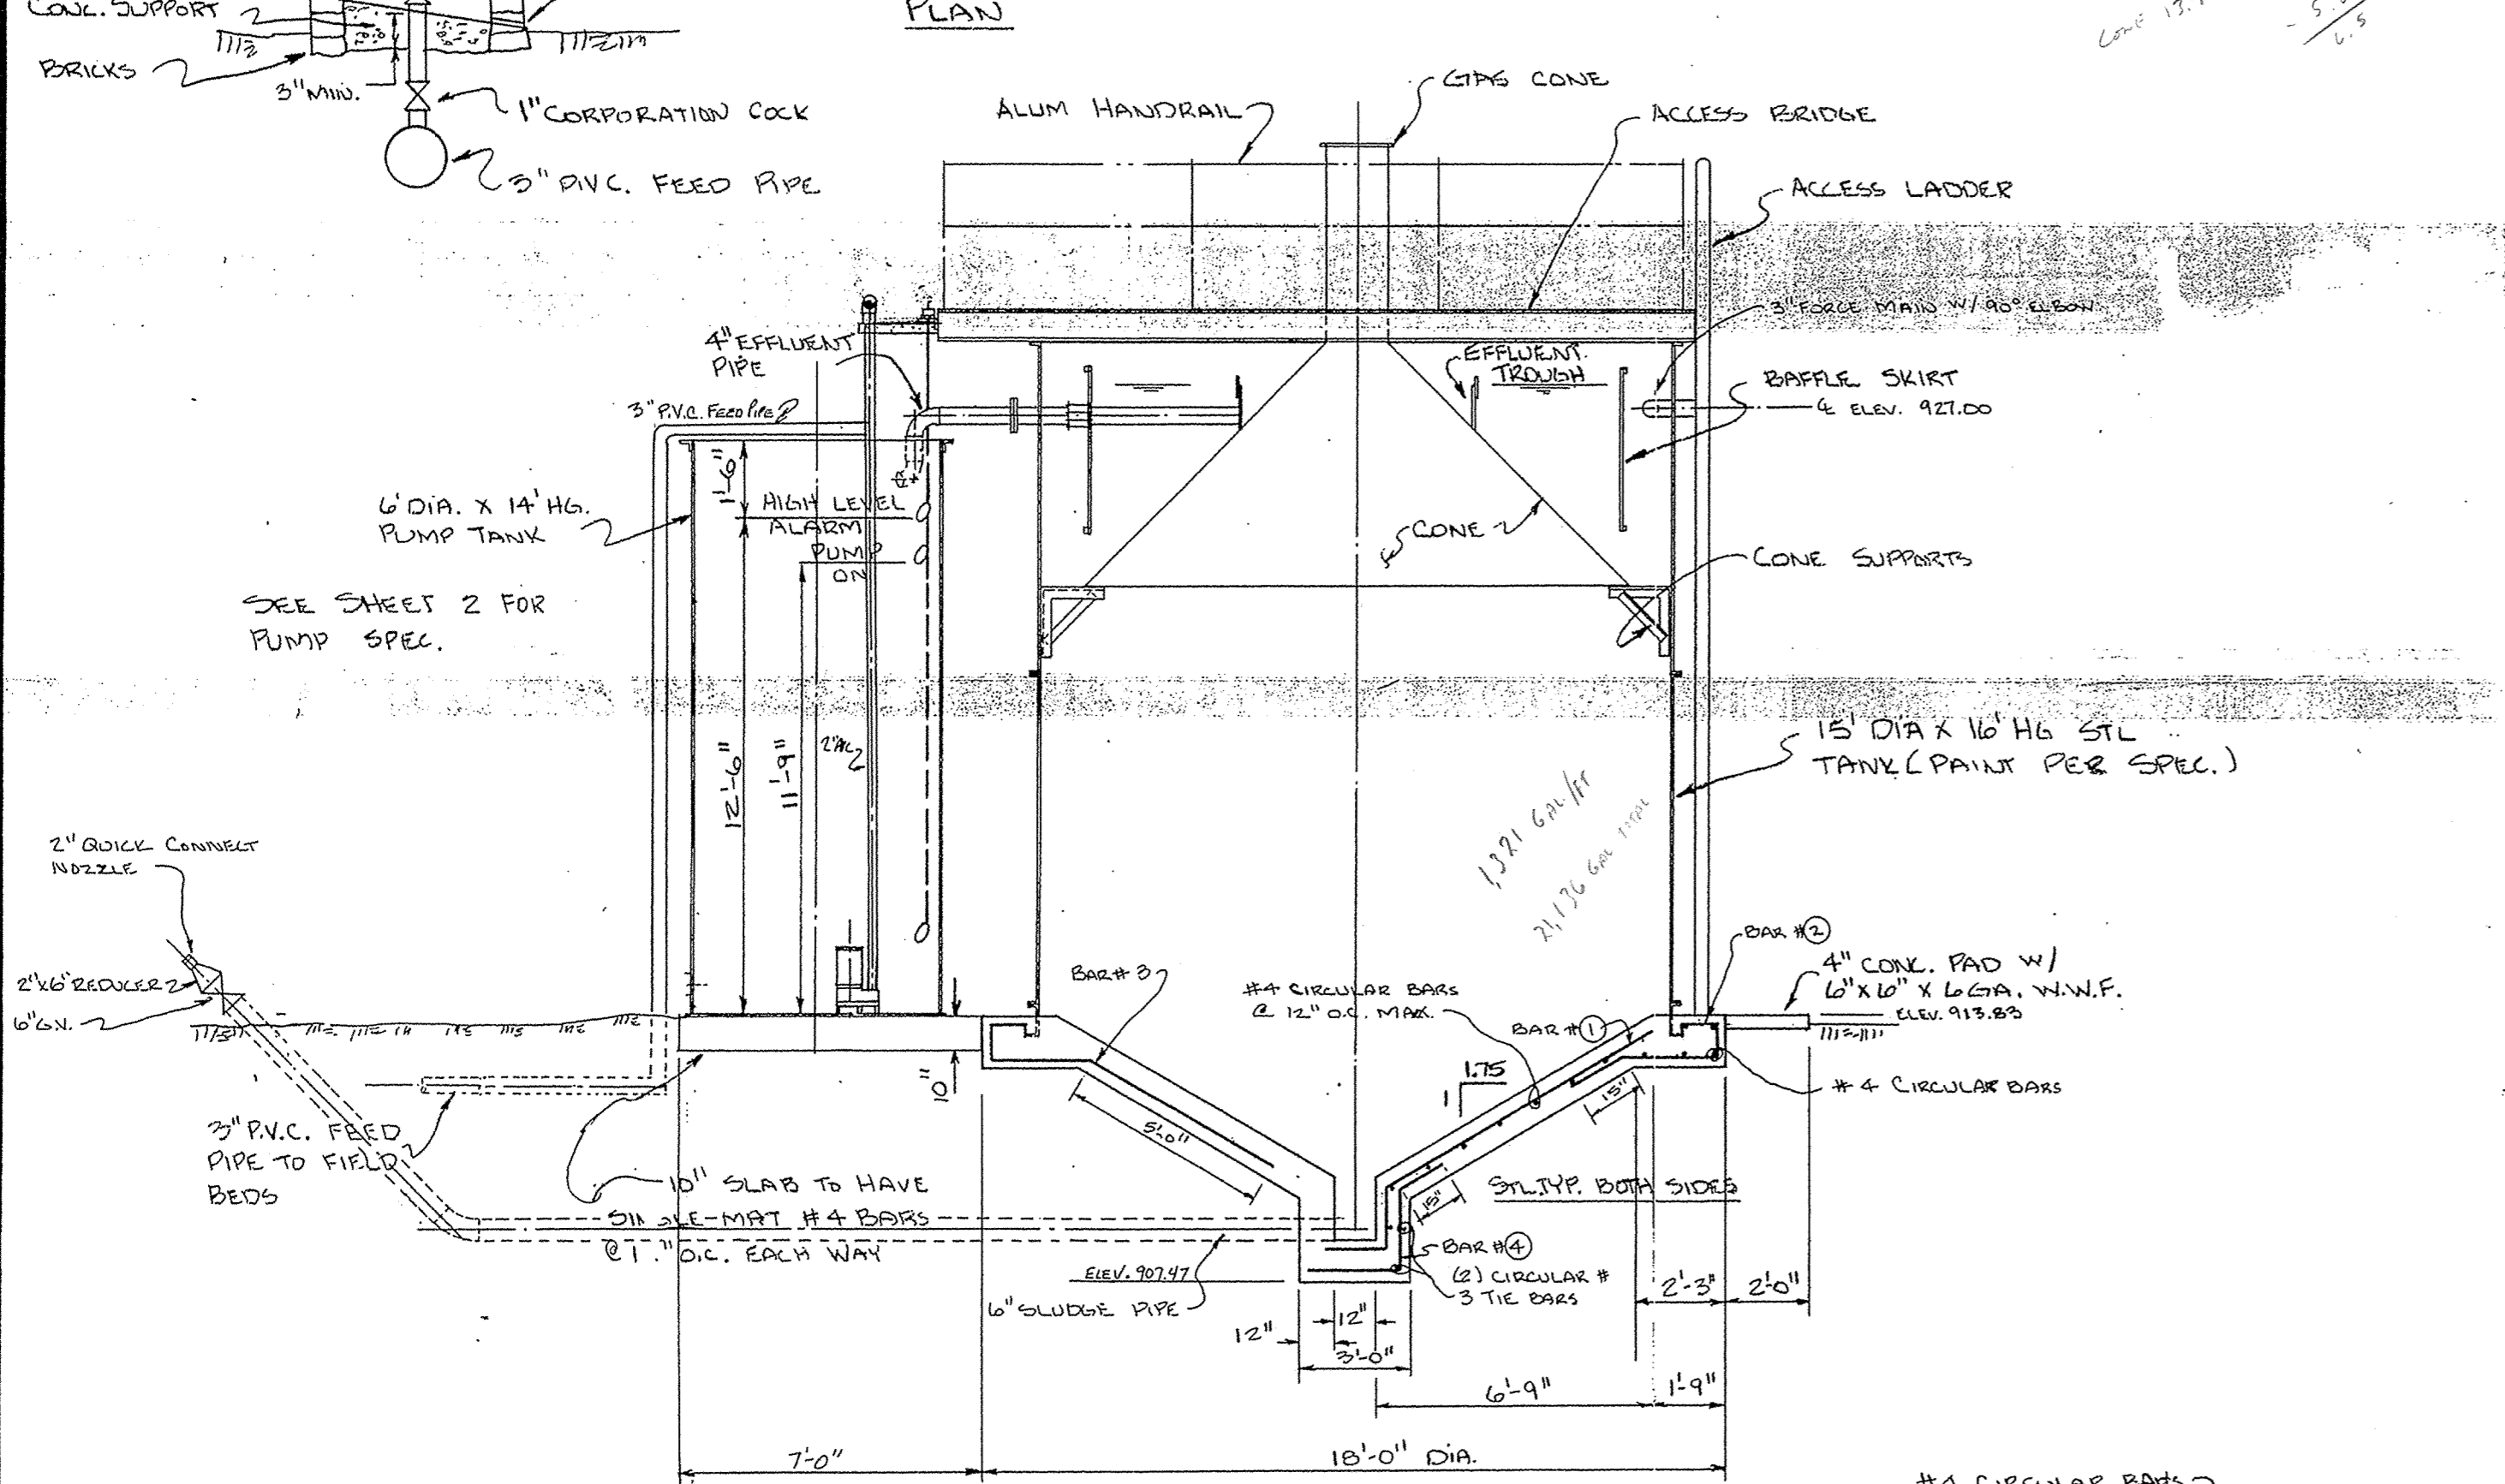 CONC. SUPPORT
BRICKS
3" MIN.
1" CORPORATION COCK
3" P.V.C. FEED PIPE
PLAN
CONE 13.
ALUM HANDRAIL
GAS CONE
ACCESS BRIDGE
ACCESS LADDER
3" FORCE MAIN W/ 90° ELBOW
4" EFFLUENT
PIPE
EFFLUENT
TROUGH
BAFFLE SKIRT
℄ ELEV. 927.00
3" P.V.C. FEED PIPE
1'-6"
6' DIA. X 14' HG.
PUMP TANK
HIGH LEVEL
ALARM
PUMP
ON
CONE
CONE SUPPORTS
SEE SHEET 2 FOR
PUMP SPEC.
12'-6"
11'-9"
15' DIA X 16' HG STL
TANK (PAINT PER SPEC.)
1,321 GAL./FT
21,136 GAL TOTAL
2" QUICK CONNECT
NOZZLE
2"X6" REDUCER
6" G.V.
BAR # 3
#4 CIRCULAR BARS
@ 12" O.C. MAX.
BAR # 1
BAR # 2
4" CONC. PAD W/
6" X 6" X 6 GA. W.W.F.
ELEV. 913.83
1.75
1
15"
# 4 CIRCULAR BARS
5'-0"
3" P.V.C. FEED
PIPE TO FIELD
BEDS
10" SLAB TO HAVE
#4 BARS
O.C. EACH WAY
STL. TYP. BOTH SIDES
15"
BAR # 4
(2) CIRCULAR #
3 TIE BARS
ELEV. 907.47
6" SLUDGE PIPE
2'-3"
2'-0"
12"
12"
3'-0"
6'-9"
1'-9"
7'-0"
18'-0" DIA.
#4 CIRCULAR BARS